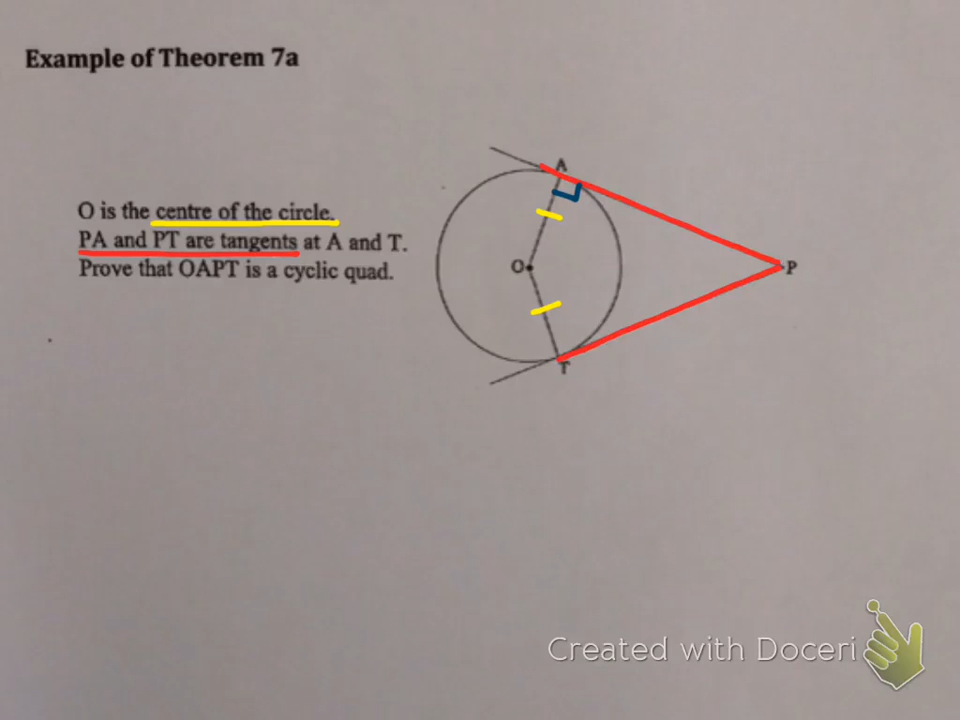 Example of Theorem 7a
O is the centre of the circle.
PA and PT are tangents at A and T.
Prove that OAPT is a cyclic quad.
A
O
P
T
Created with Doceri